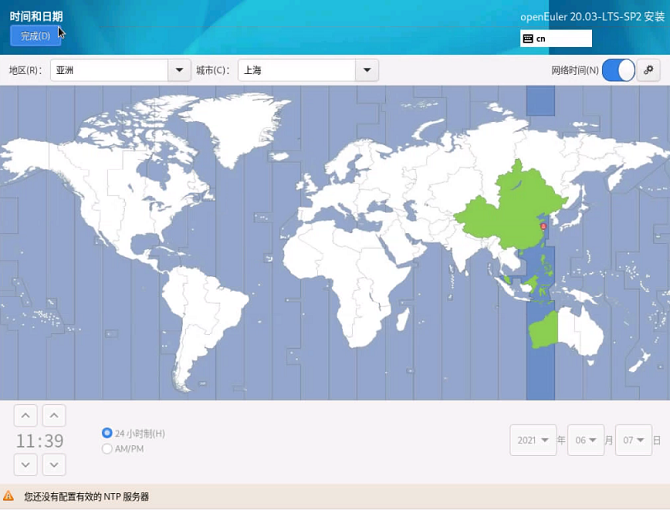 时间和日期
openEuler 20.03-LTS-SP2 安装
完成(D)
cn
地区(R)： 亚洲 城市(C)： 上海 网络时间(N)
11:39
24 小时制(H)
AM/PM
2021 年 06 月 07 日
您还没有配置有效的 NTP 服务器